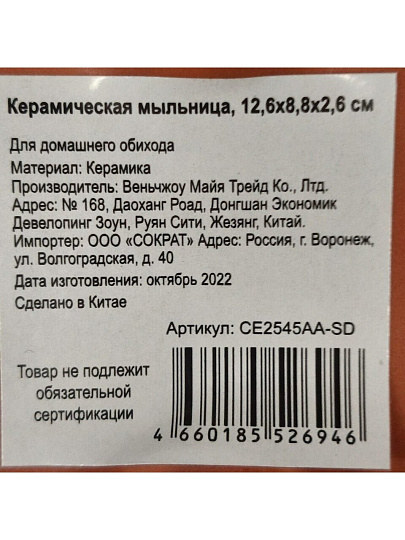 Керамическая мыльница, 12,6х8,8х2,6 см
Для домашнего обихода
Материал: Керамика
Производитель: Веньчжоу Майя Трейд Ко., Лтд.
Адрес: № 168, Даоханг Роад, Донгшан Экономик
Девелопинг Зоун, Руян Сити, Жезянг, Китай.
Импортер: ООО «СОКРАТ» Адрес: Россия, г. Воронеж,
ул. Волгоградская, д. 40
Дата изготовления: октябрь 2022
Сделано в Китае
Артикул: CE2545AA-SD
Товар не подлежит
обязательной
сертификации
4 660185 526946